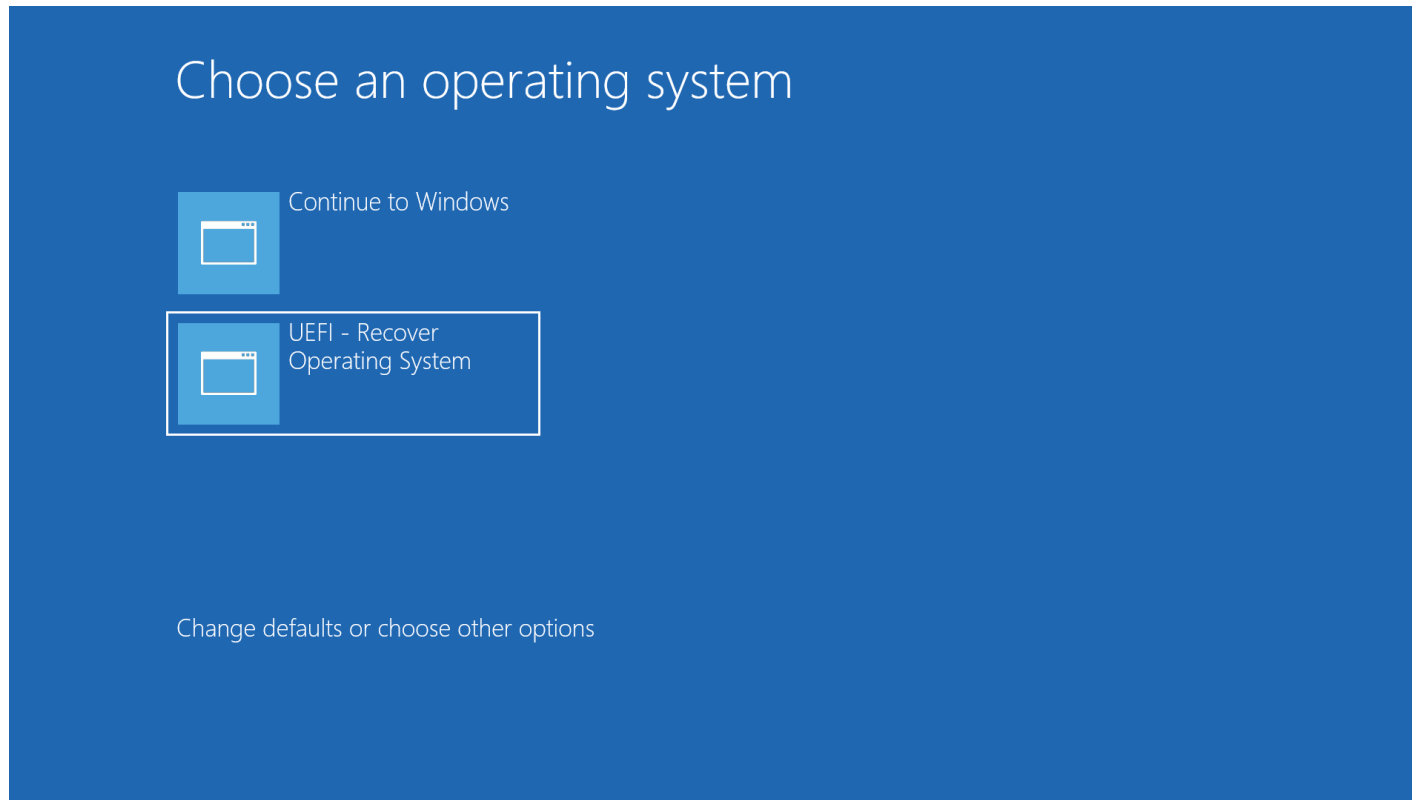 Choose an operating system
Continue to Windows
UEFI - Recover
Operating System
Change defaults or choose other options